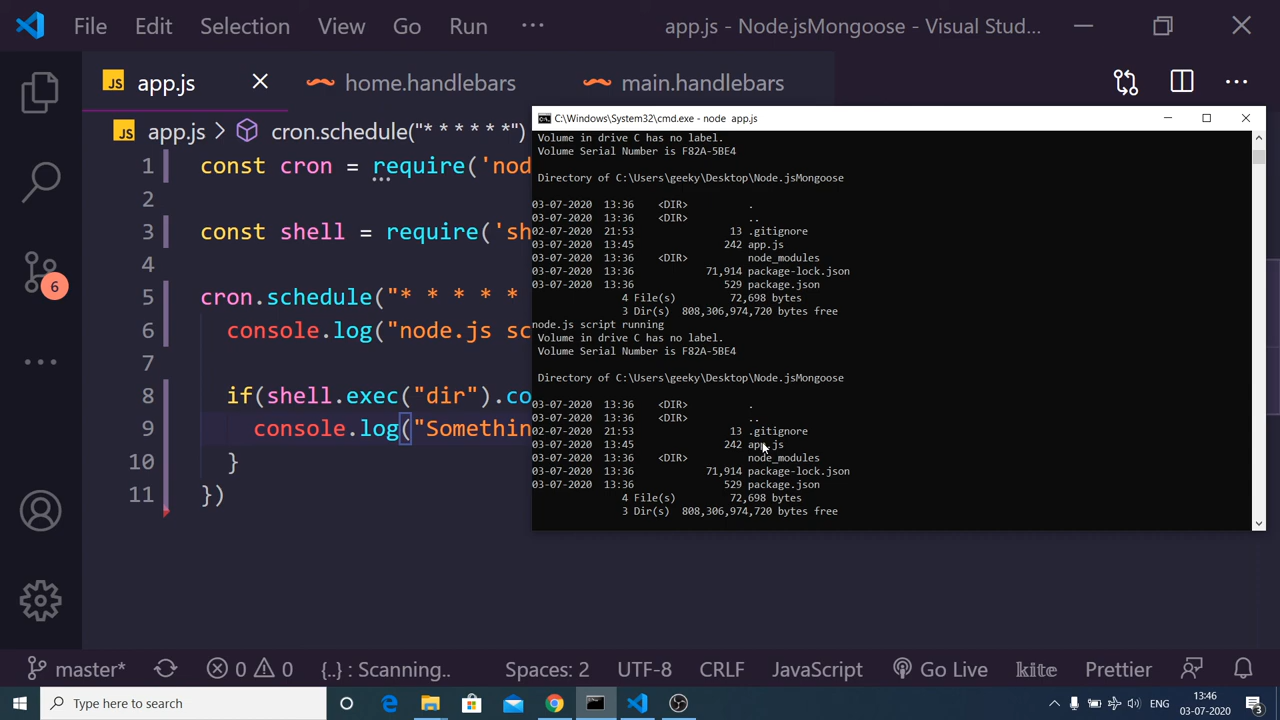 File Edit Selection View Go Run ··· app.js - Node.jsMongoose - Visual Stud...
JS app.js home.handlebars main.handlebars ···
JS app.js > cron.schedule("* * * * *")
1 const cron = require('nod
2
3 const shell = require('sh
4
5 cron.schedule("* * * * *
6 console.log("node.js sc
7
8 if(shell.exec("dir").co
9 console.log("Somethin
10 }
11 })
6
C:\Windows\System32\cmd.exe - node app.js
Volume in drive C has no label.
Volume Serial Number is F82A-5BE4
Directory of C:\Users\geeky\Desktop\Node.jsMongoose
03-07-2020 13:36 <DIR> .
03-07-2020 13:36 <DIR> ..
02-07-2020 21:53 13 .gitignore
03-07-2020 13:45 242 app.js
03-07-2020 13:36 <DIR> node_modules
03-07-2020 13:36 71,914 package-lock.json
03-07-2020 13:36 529 package.json
4 File(s) 72,698 bytes
3 Dir(s) 808,306,974,720 bytes free
node.js script running
Volume in drive C has no label.
Volume Serial Number is F82A-5BE4
Directory of C:\Users\geeky\Desktop\Node.jsMongoose
03-07-2020 13:36 <DIR> .
03-07-2020 13:36 <DIR> ..
02-07-2020 21:53 13 .gitignore
03-07-2020 13:45 242 app.js
03-07-2020 13:36 <DIR> node_modules
03-07-2020 13:36 71,914 package-lock.json
03-07-2020 13:36 529 package.json
4 File(s) 72,698 bytes
3 Dir(s) 808,306,974,720 bytes free
master* 0 0 {..} : Scanning.. Spaces: 2 UTF-8 CRLF JavaScript Go Live kite Prettier
Type here to search ENG 13:46
03-07-2020 3